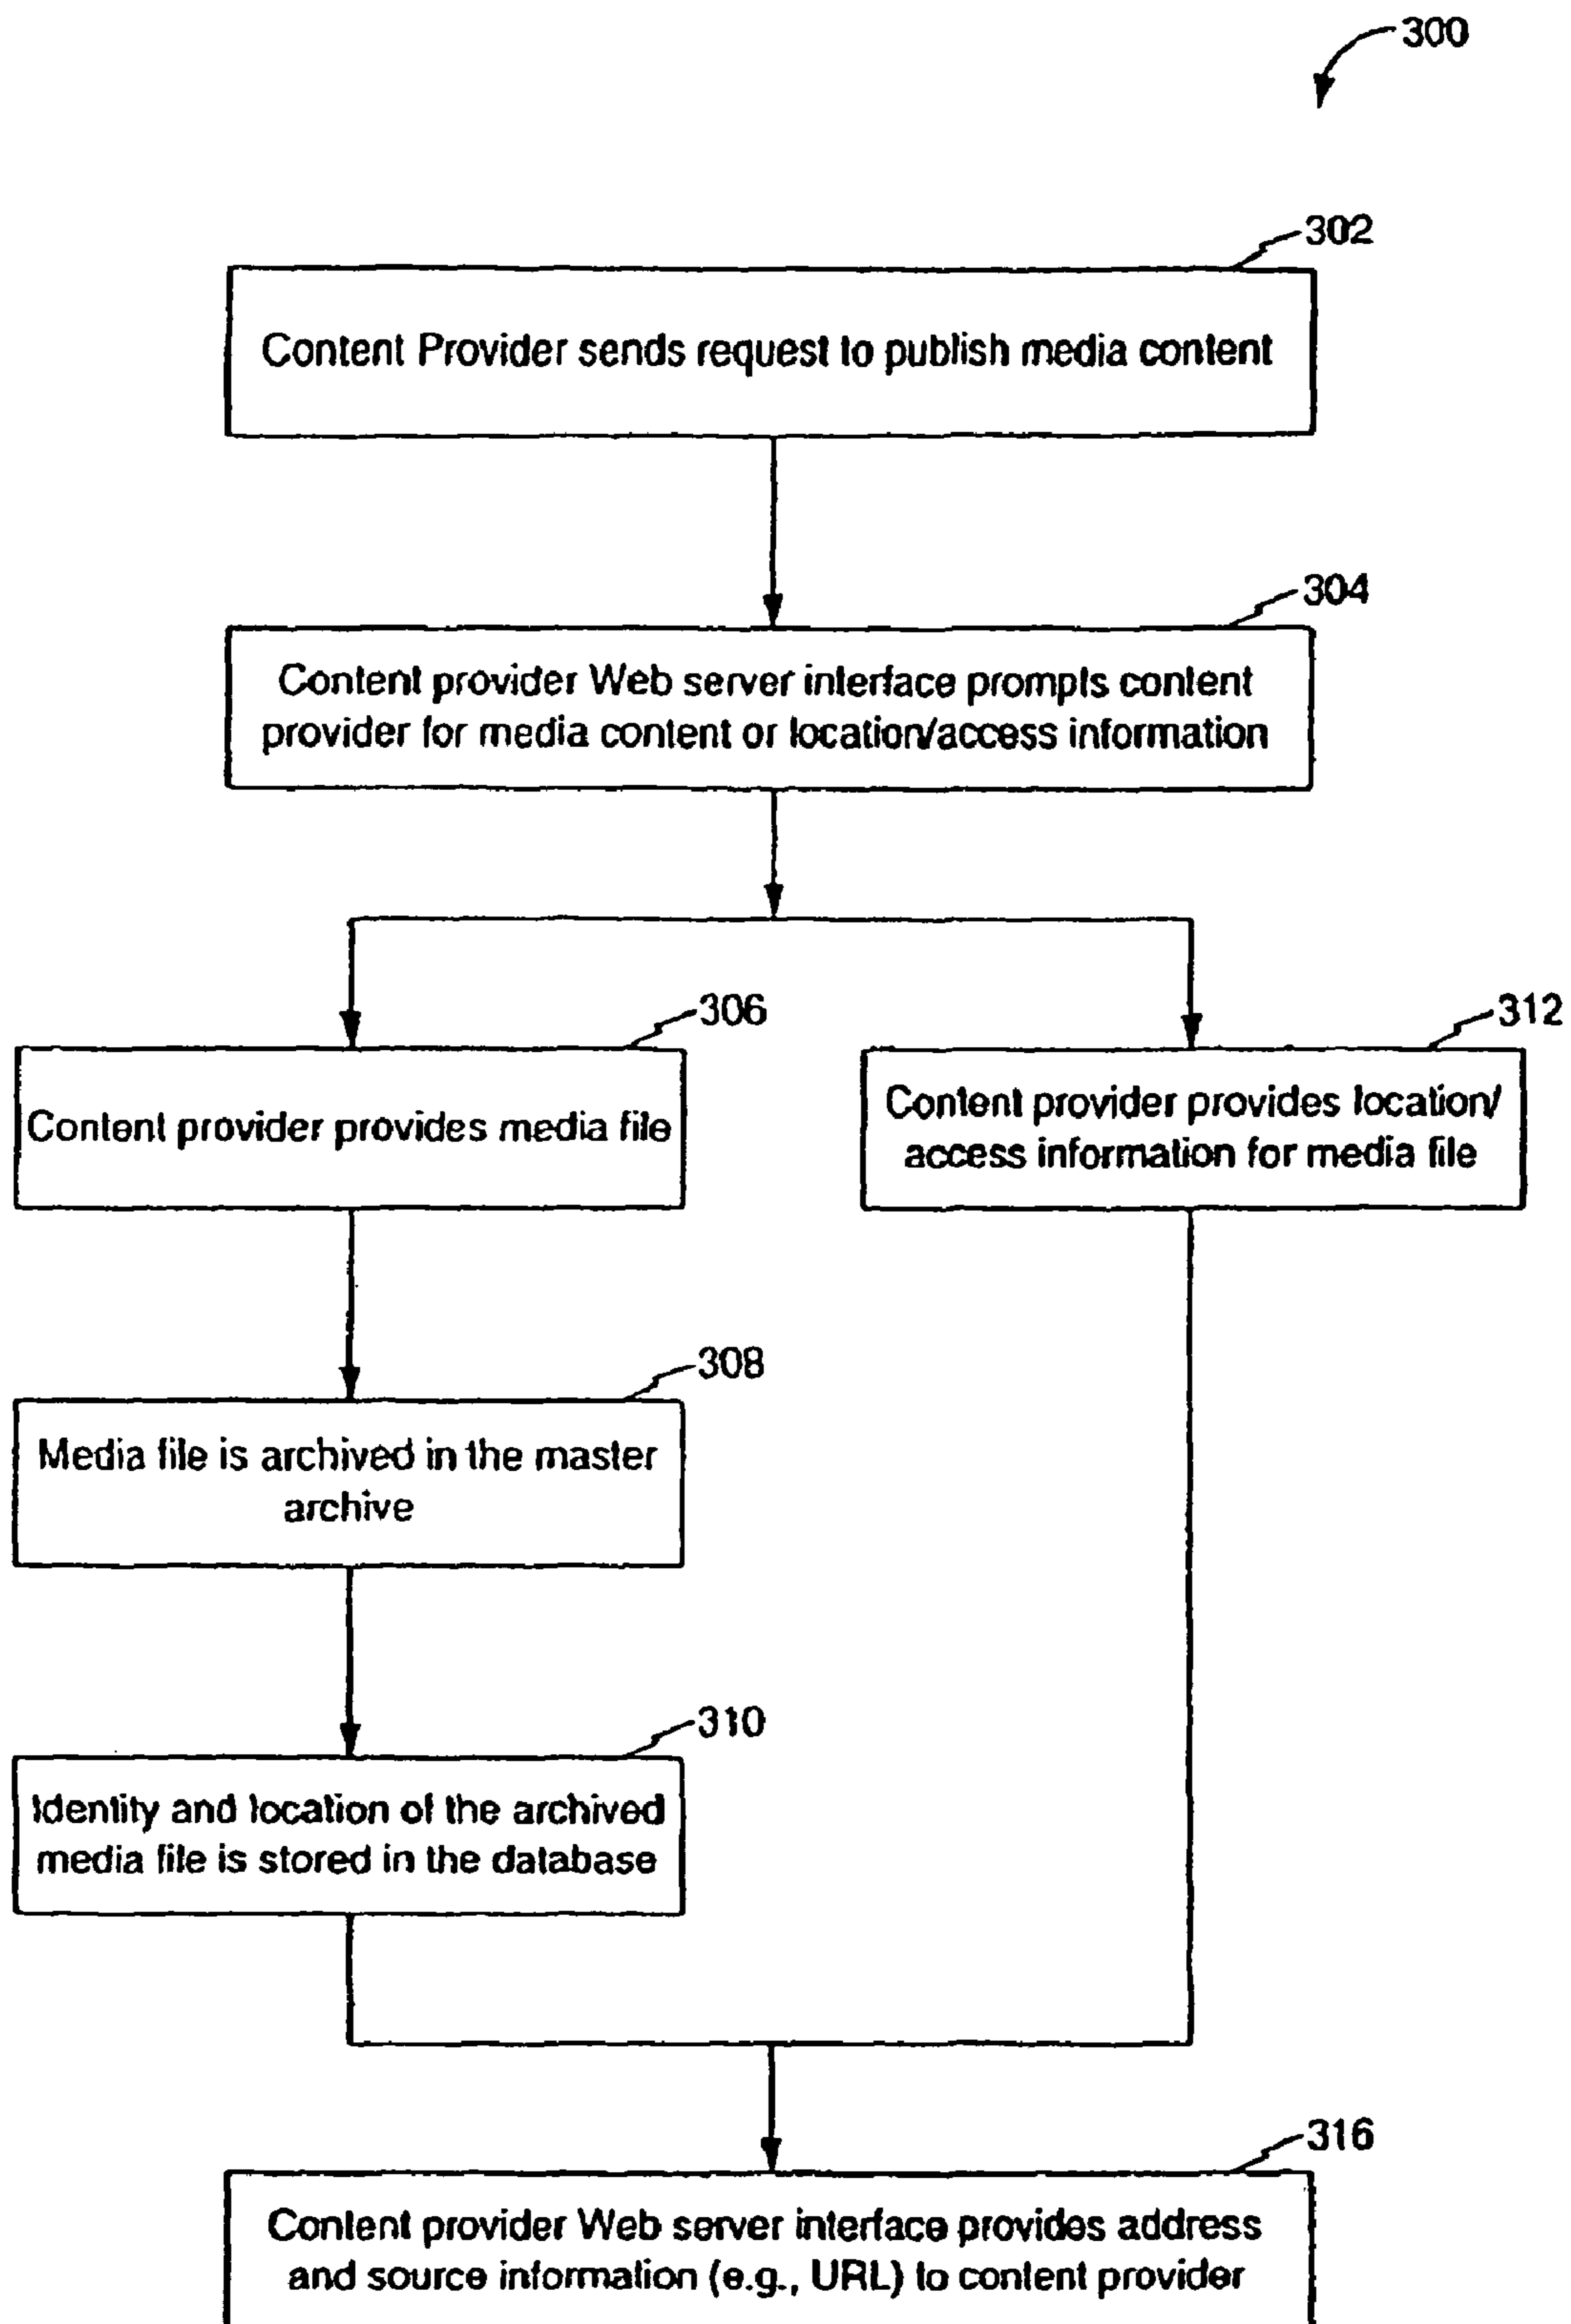 300
302
Content Provider sends request to publish media content
304
Content provider Web server interface prompts content
provider for media content or location/access information
306
Content provider provides media file
312
Content provider provides location/
access information for media file
308
Media file is archived in the master
archive
310
Identity and location of the archived
media file is stored in the database
316
Content provider Web server interface provides address
and source information (e.g., URL) to content provider